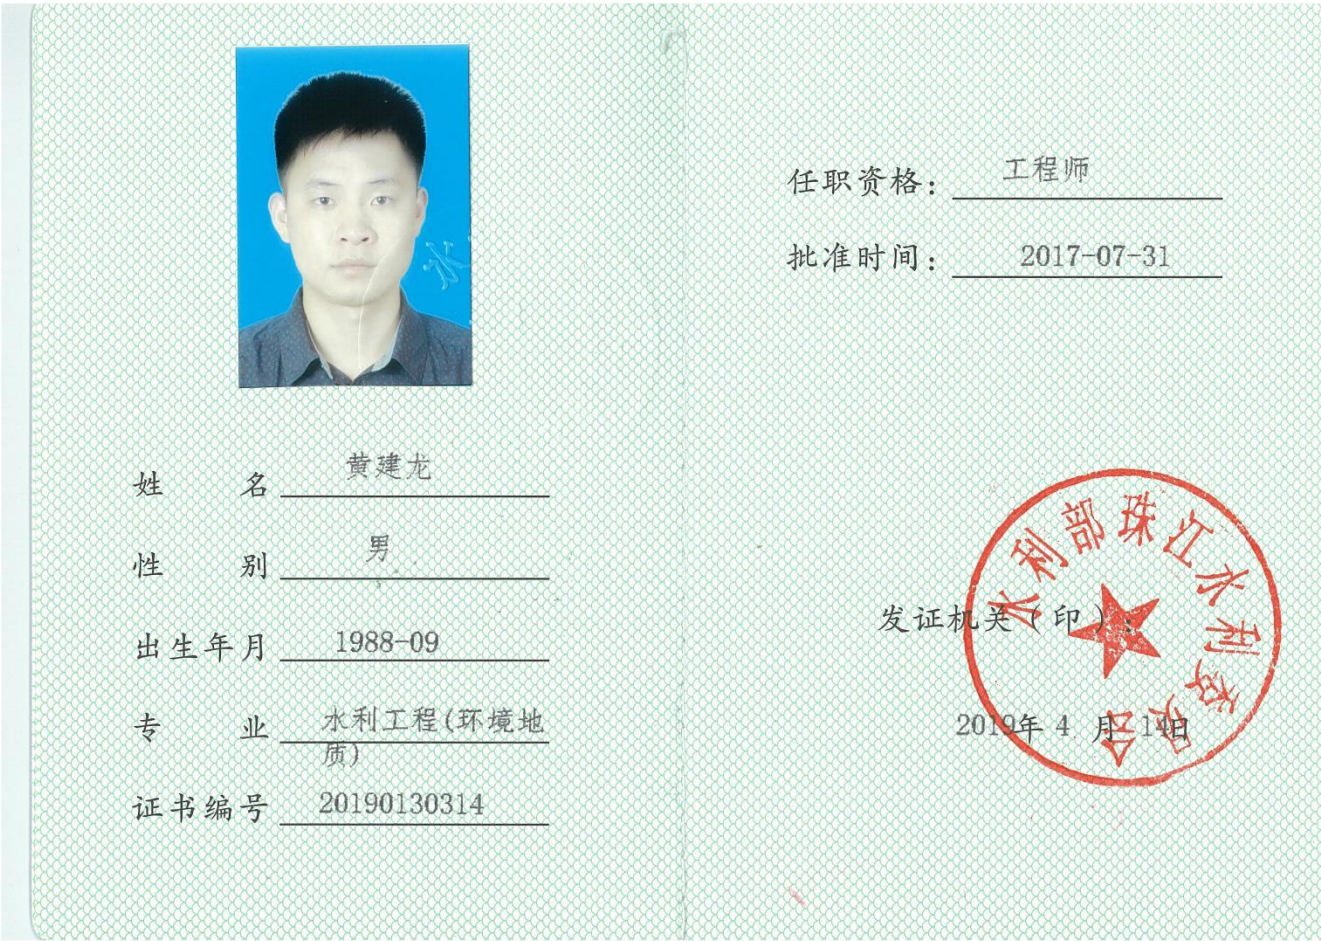 水
姓名 黄建龙
性别 男
出生年月 1988-09
专业 水利工程(环境地
质)
证书编号 20190130314
任职资格： 工程师
批准时间： 2017-07-31
水利部珠江水利委员会
发证机关（印）：
2019年 4 月 14日